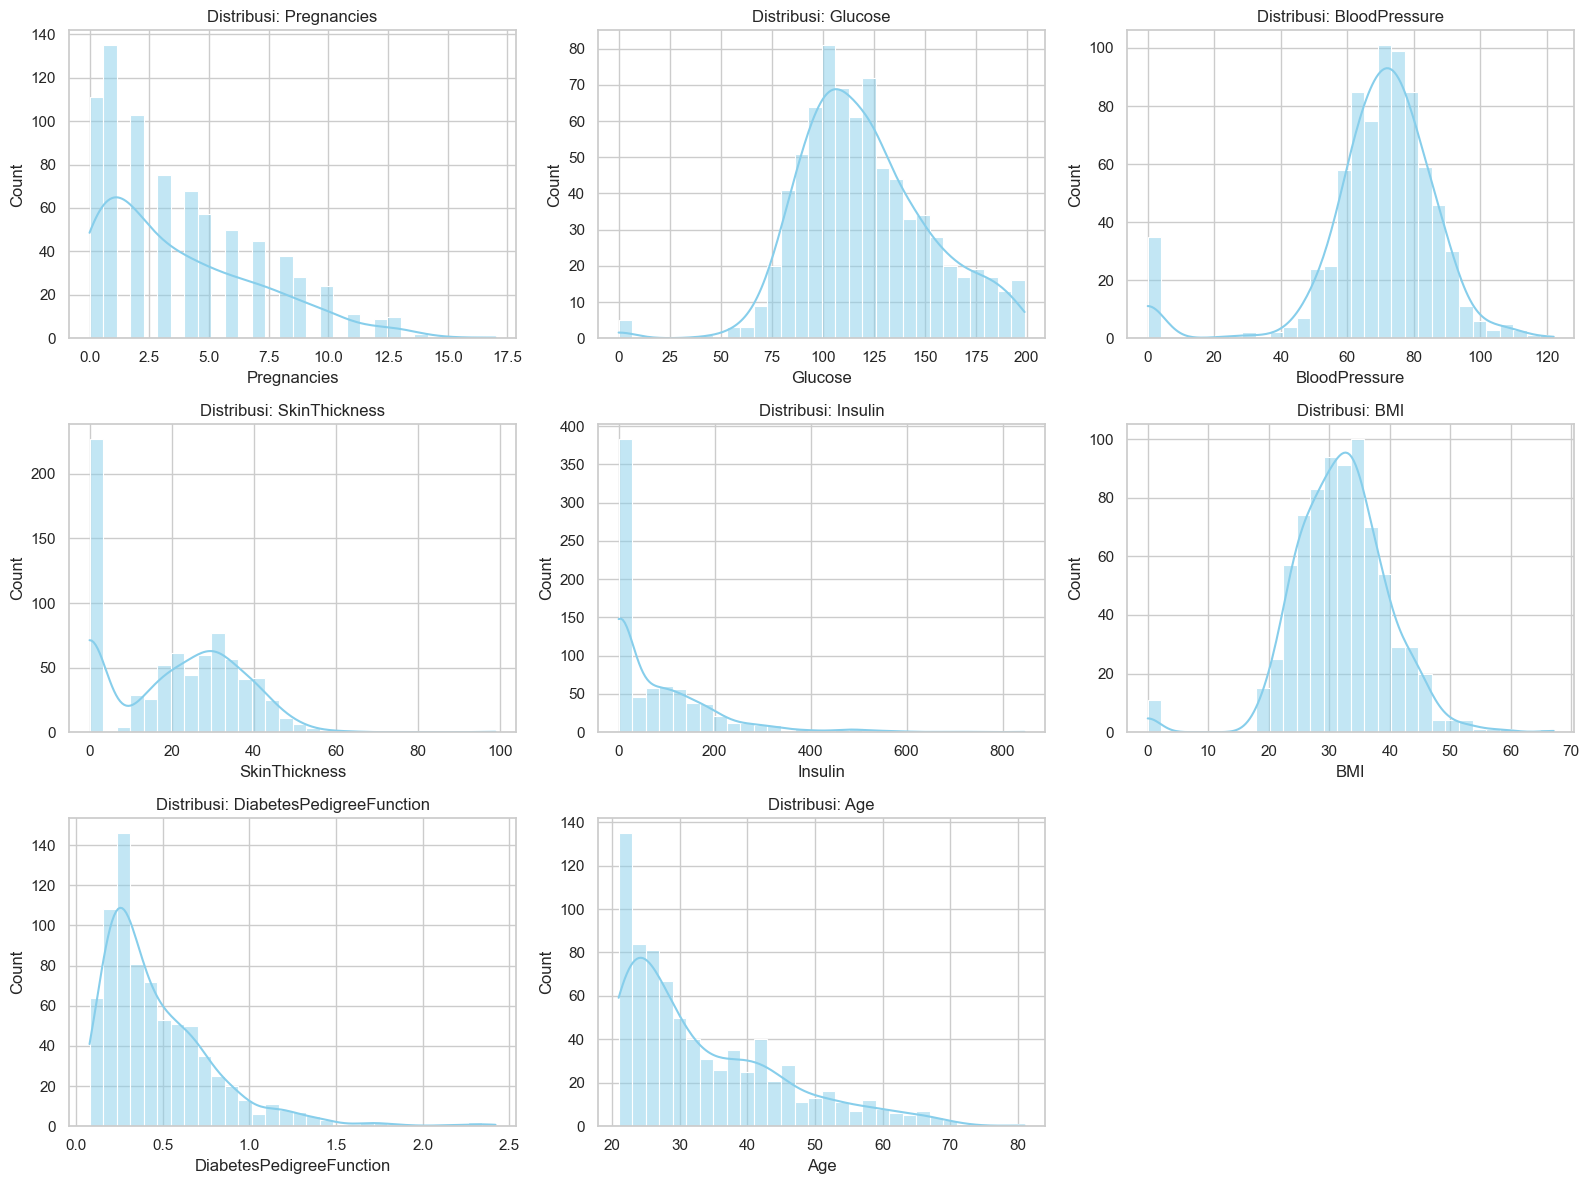 Distribusi: Pregnancies
140
120
100
80
60
40
20
0
Count
0.0 2.5 5.0 7.5 10.0 12.5 15.0 17.5
Pregnancies
Distribusi: Glucose
80
70
60
50
40
30
20
10
0
Count
0 25 50 75 100 125 150 175 200
Glucose
Distribusi: BloodPressure
100
80
60
40
20
0
Count
0 20 40 60 80 100 120
BloodPressure
Distribusi: SkinThickness
200
150
100
50
0
Count
0 20 40 60 80 100
SkinThickness
Distribusi: Insulin
400
350
300
250
200
150
100
50
0
Count
0 200 400 600 800
Insulin
Distribusi: BMI
100
80
60
40
20
0
Count
0 10 20 30 40 50 60 70
BMI
Distribusi: DiabetesPedigreeFunction
140
120
100
80
60
40
20
0
Count
0.0 0.5 1.0 1.5 2.0 2.5
DiabetesPedigreeFunction
Distribusi: Age
140
120
100
80
60
40
20
0
Count
20 30 40 50 60 70 80
Age